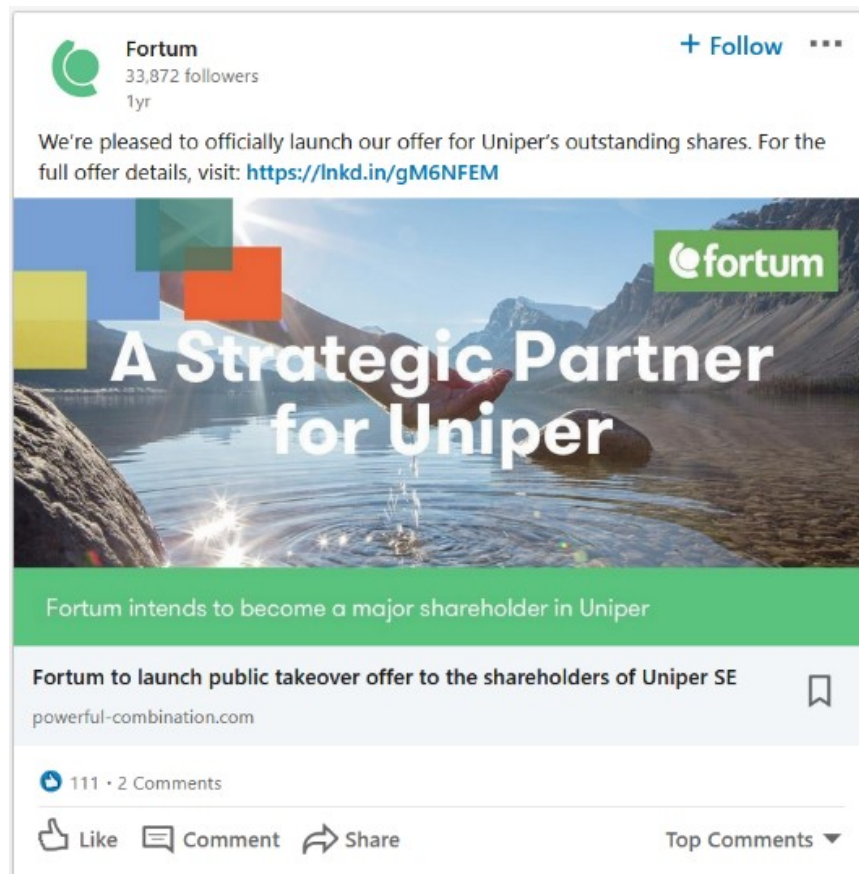 Fortum
+ Follow
33,872 followers
1yr
We're pleased to officially launch our offer for Uniper's outstanding shares. For the
full offer details, visit: https://lnkd.in/gM6NFEM
fortum
A Strategic Partner
for Uniper
Fortum intends to become a major shareholder in Uniper
Fortum to launch public takeover offer to the shareholders of Uniper SE
powerful-combination.com
111 • 2 Comments
Like Comment Share Top Comments